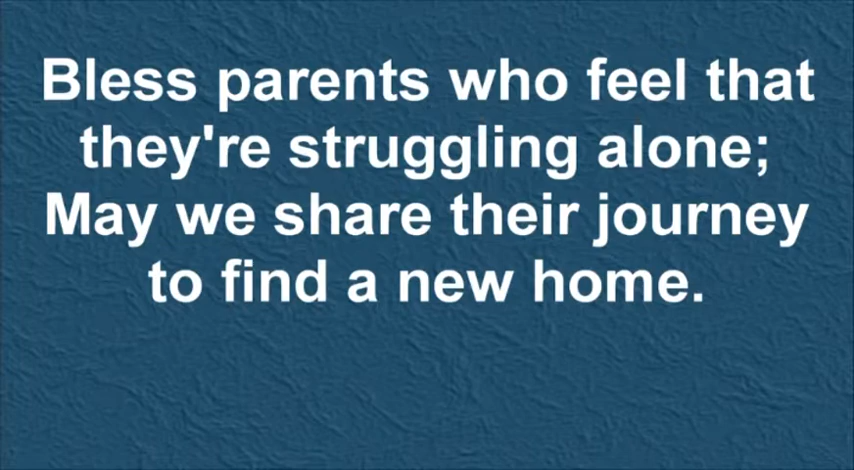 Bless parents who feel that
they're struggling alone;
May we share their journey
to find a new home.